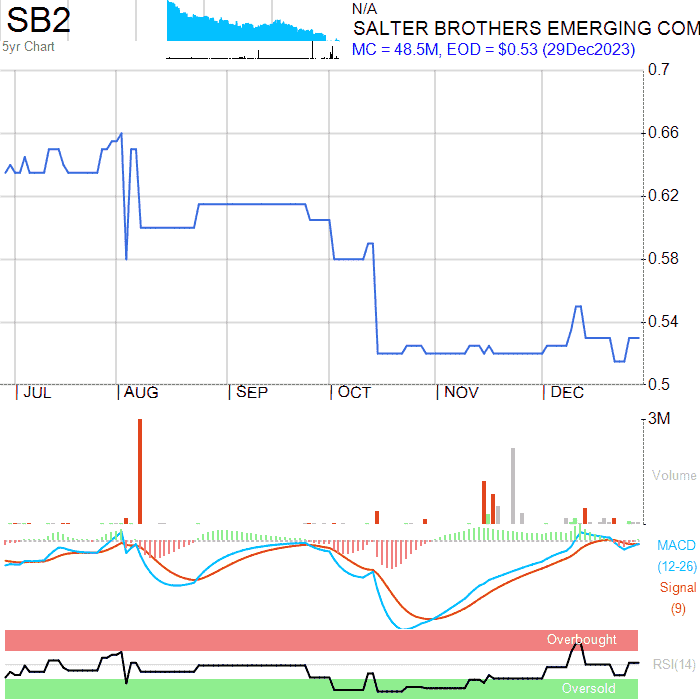 SB2
5yr Chart
N/A
SALTER BROTHERS EMERGING COM
MC = 48.5M, EOD = $0.53 (29Dec2023)
0.7
0.66
0.62
0.58
0.54
0.5
JUL AUG SEP OCT NOV DEC
3M
Volume
MACD
(12-26)
Signal
(9)
Overbought
RSI(14)
Oversold